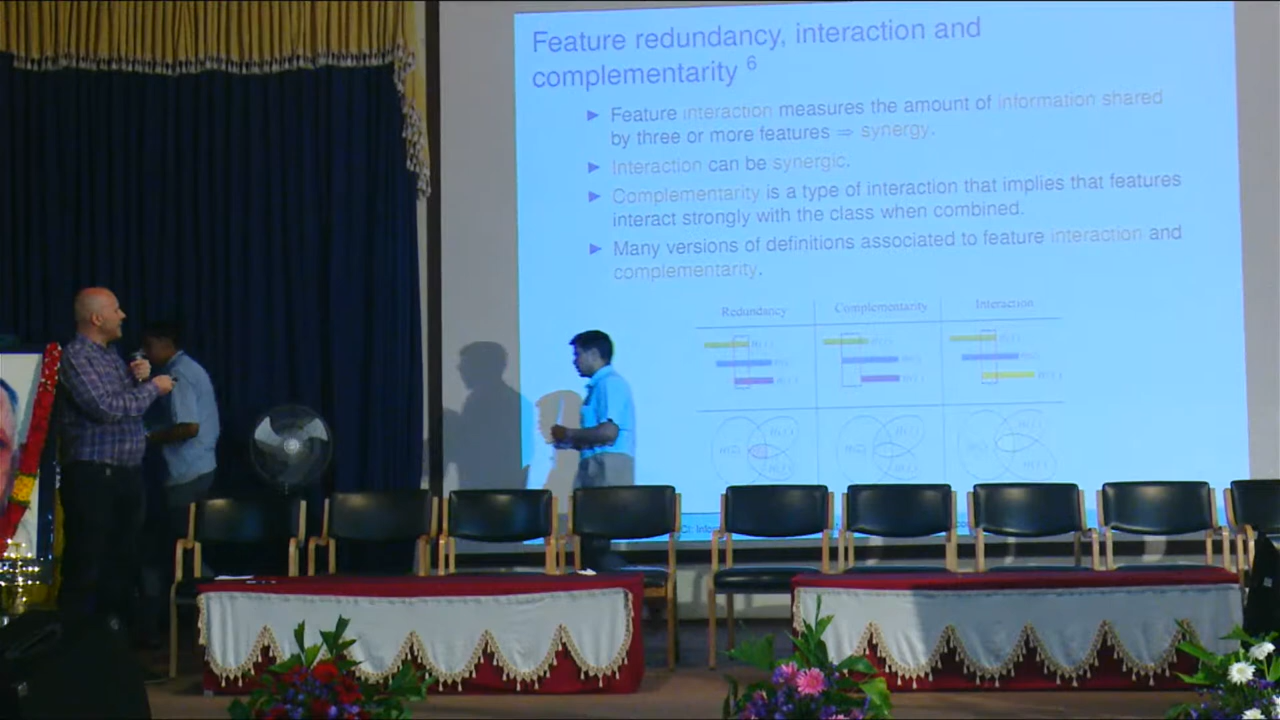 Feature redundancy, interaction and
complementarity 6
Feature interaction measures the amount of information shared
by three or more features ⇒ synergy.
Interaction can be synergic.
Complementarity is a type of interaction that implies that features
interact strongly with the class when combined.
Many versions of definitions associated to feature interaction and
complementarity.
Redundancy Complementarity Interaction